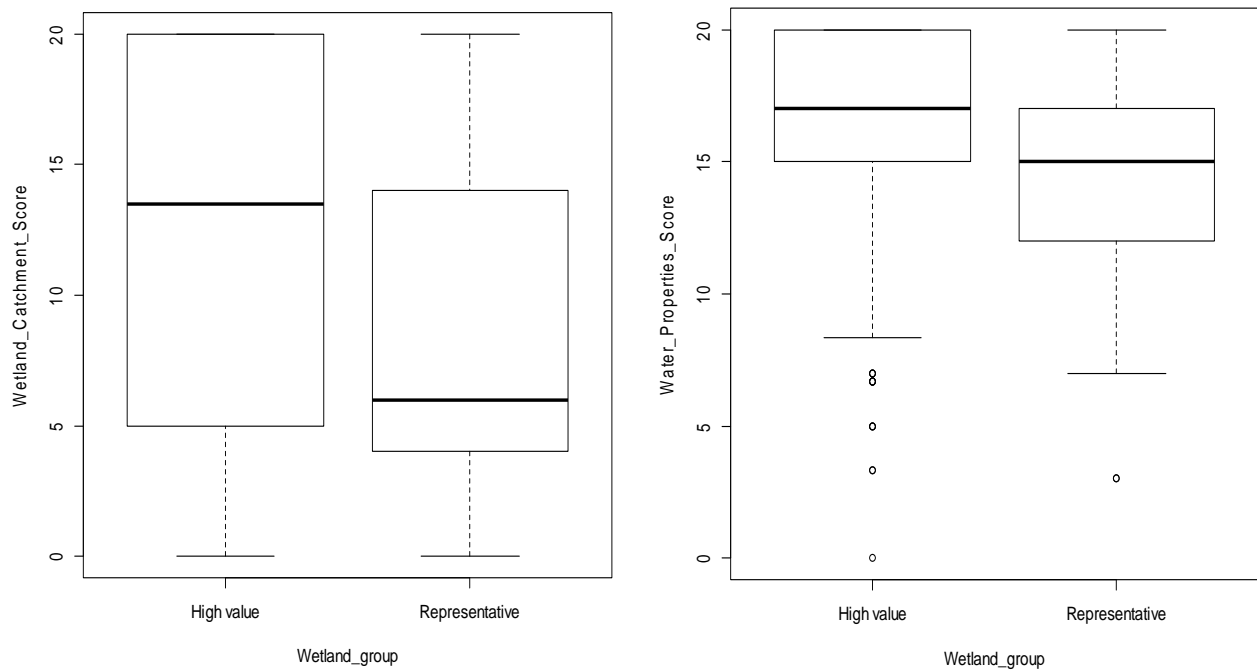 Wetland_Catchment_Score
20
15
10
5
0
High value Representative
Wetland_group
Water_Properties_Score
20
15
10
5
0
High value Representative
Wetland_group